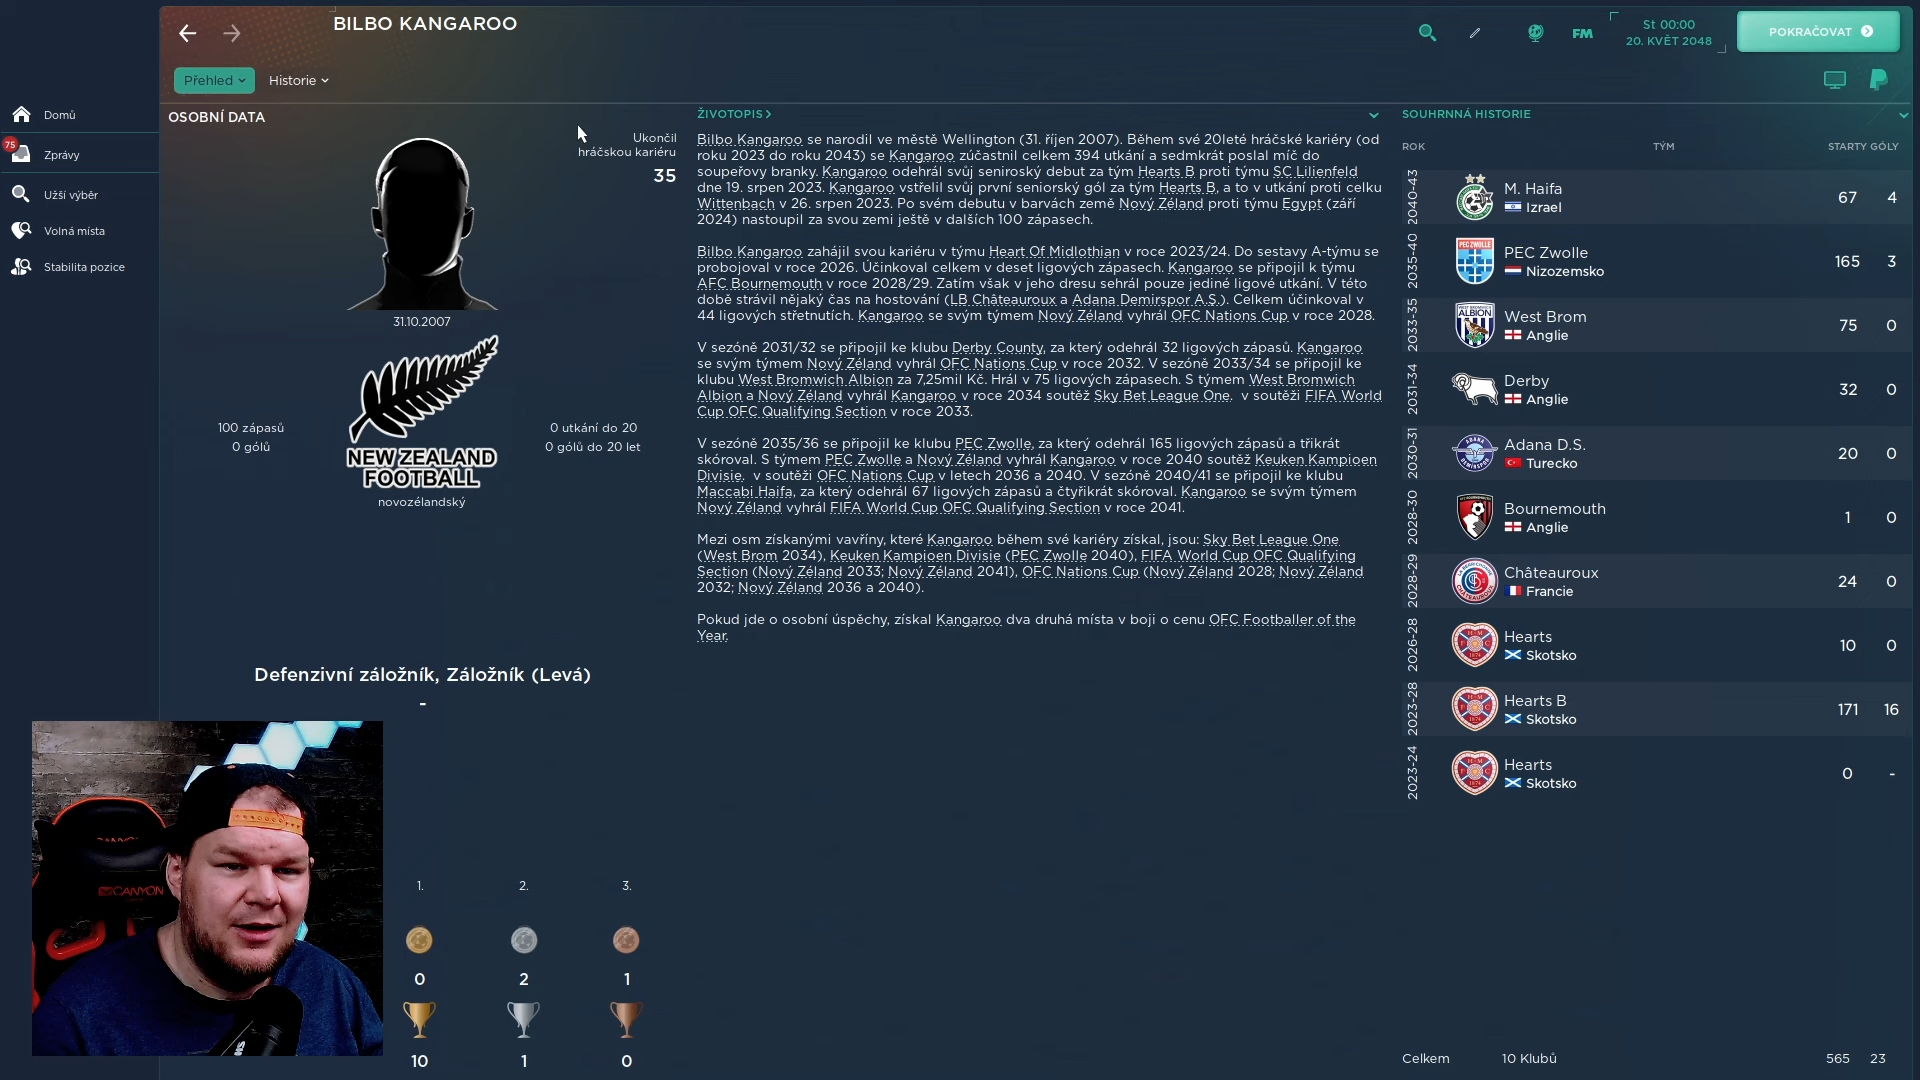 BILBO KANGAROO
FM
St 00:00
20. KVĚT 2048
POKRAČOVAT
Přehled
Historie
Domů
75
Zprávy
Užší výběr
Volná místa
Stabilita pozice
OSOBNÍ DATA
Ukončil
hráčskou kariéru
35
31.10.2007
100 zápasů
0 gólů
NEW ZEALAND
FOOTBALL
0 utkání do 20
0 gólů do 20 let
novozélandský
Defenzivní záložník, Záložník (Levá)
-
1.
2.
3.
0
2
1
10
1
0
CANYON
ŽIVOTOPIS
Bilbo Kangaroo se narodil ve městě Wellington (31. říjen 2007). Během své 20leté hráčské kariéry (od
roku 2023 do roku 2043) se Kangaroo zúčastnil celkem 394 utkání a sedmkrát poslal míč do
soupeřovy branky. Kangaroo odehrál svůj seniroský debut za tým Hearts B proti týmu SC Lilienfeld
dne 19. srpen 2023. Kangaroo vstřelil svůj první seniorský gól za tým Hearts B, a to v utkání proti celku
Wittenbach v 26. srpen 2023. Po svém debutu v barvách země Nový Zéland proti týmu Egypt (září
2024) nastoupil za svou zemi ještě v dalších 100 zápasech.
Bilbo Kangaroo zahájil svou kariéru v týmu Heart Of Midlothian v roce 2023/24. Do sestavy A-týmu se
probojoval v roce 2026. Účinkoval celkem v deset ligových zápasech. Kangaroo se připojil k týmu
AFC Bournemouth v roce 2028/29. Zatím však v jeho dresu sehrál pouze jediné ligové utkání. V této
době strávil nějaký čas na hostování (LB Châteauroux a Adana Demirspor A.Ş.). Celkem účinkoval v
44 ligových střetnutích. Kangaroo se svým týmem Nový Zéland vyhrál OFC Nations Cup v roce 2028.
V sezóně 2031/32 se připojil ke klubu Derby County, za který odehrál 32 ligových zápasů. Kangaroo
se svým týmem Nový Zéland vyhrál OFC Nations Cup v roce 2032. V sezóně 2033/34 se připojil ke
klubu West Bromwich Albion za 7,25mil Kč. Hrál v 75 ligových zápasech. S týmem West Bromwich
Albion a Nový Zéland vyhrál Kangaroo v roce 2034 soutěž Sky Bet League One.  v soutěži FIFA World
Cup OFC Qualifying Section v roce 2033.
V sezóně 2035/36 se připojil ke klubu PEC Zwolle, za který odehrál 165 ligových zápasů a třikrát
skóroval. S týmem PEC Zwolle a Nový Zéland vyhrál Kangaroo v roce 2040 soutěž Keuken Kampioen
Divisie.  v soutěži OFC Nations Cup v letech 2036 a 2040. V sezóně 2040/41 se připojil ke klubu
Maccabi Haifa, za který odehrál 67 ligových zápasů a čtyřikrát skóroval. Kangaroo se svým týmem
Nový Zéland vyhrál FIFA World Cup OFC Qualifying Section v roce 2041.
Mezi osm získanými vavříny, které Kangaroo během své kariéry získal, jsou: Sky Bet League One
(West Brom 2034), Keuken Kampioen Divisie (PEC Zwolle 2040), FIFA World Cup OFC Qualifying
Section (Nový Zéland 2033; Nový Zéland 2041), OFC Nations Cup (Nový Zéland 2028; Nový Zéland
2032; Nový Zéland 2036 a 2040).
Pokud jde o osobní úspěchy, získal Kangaroo dva druhá místa v boji o cenu OFC Footballer of the
Year.
SOUHRNNÁ HISTORIE
ROK TÝM STARTY GÓLY
2040-43 M. Haifa Izrael 67 4
2035-40 PEC Zwolle Nizozemsko 165 3
2033-35 West Brom Anglie 75 0
2031-34 Derby Anglie 32 0
2030-31 Adana D.S. Turecko 20 0
2028-30 Bournemouth Anglie 1 0
2028-29 Châteauroux Francie 24 0
2026-28 Hearts Skotsko 10 0
2023-28 Hearts B Skotsko 171 16
2023-24 Hearts Skotsko 0 -
Celkem 10 Klubů 565 23